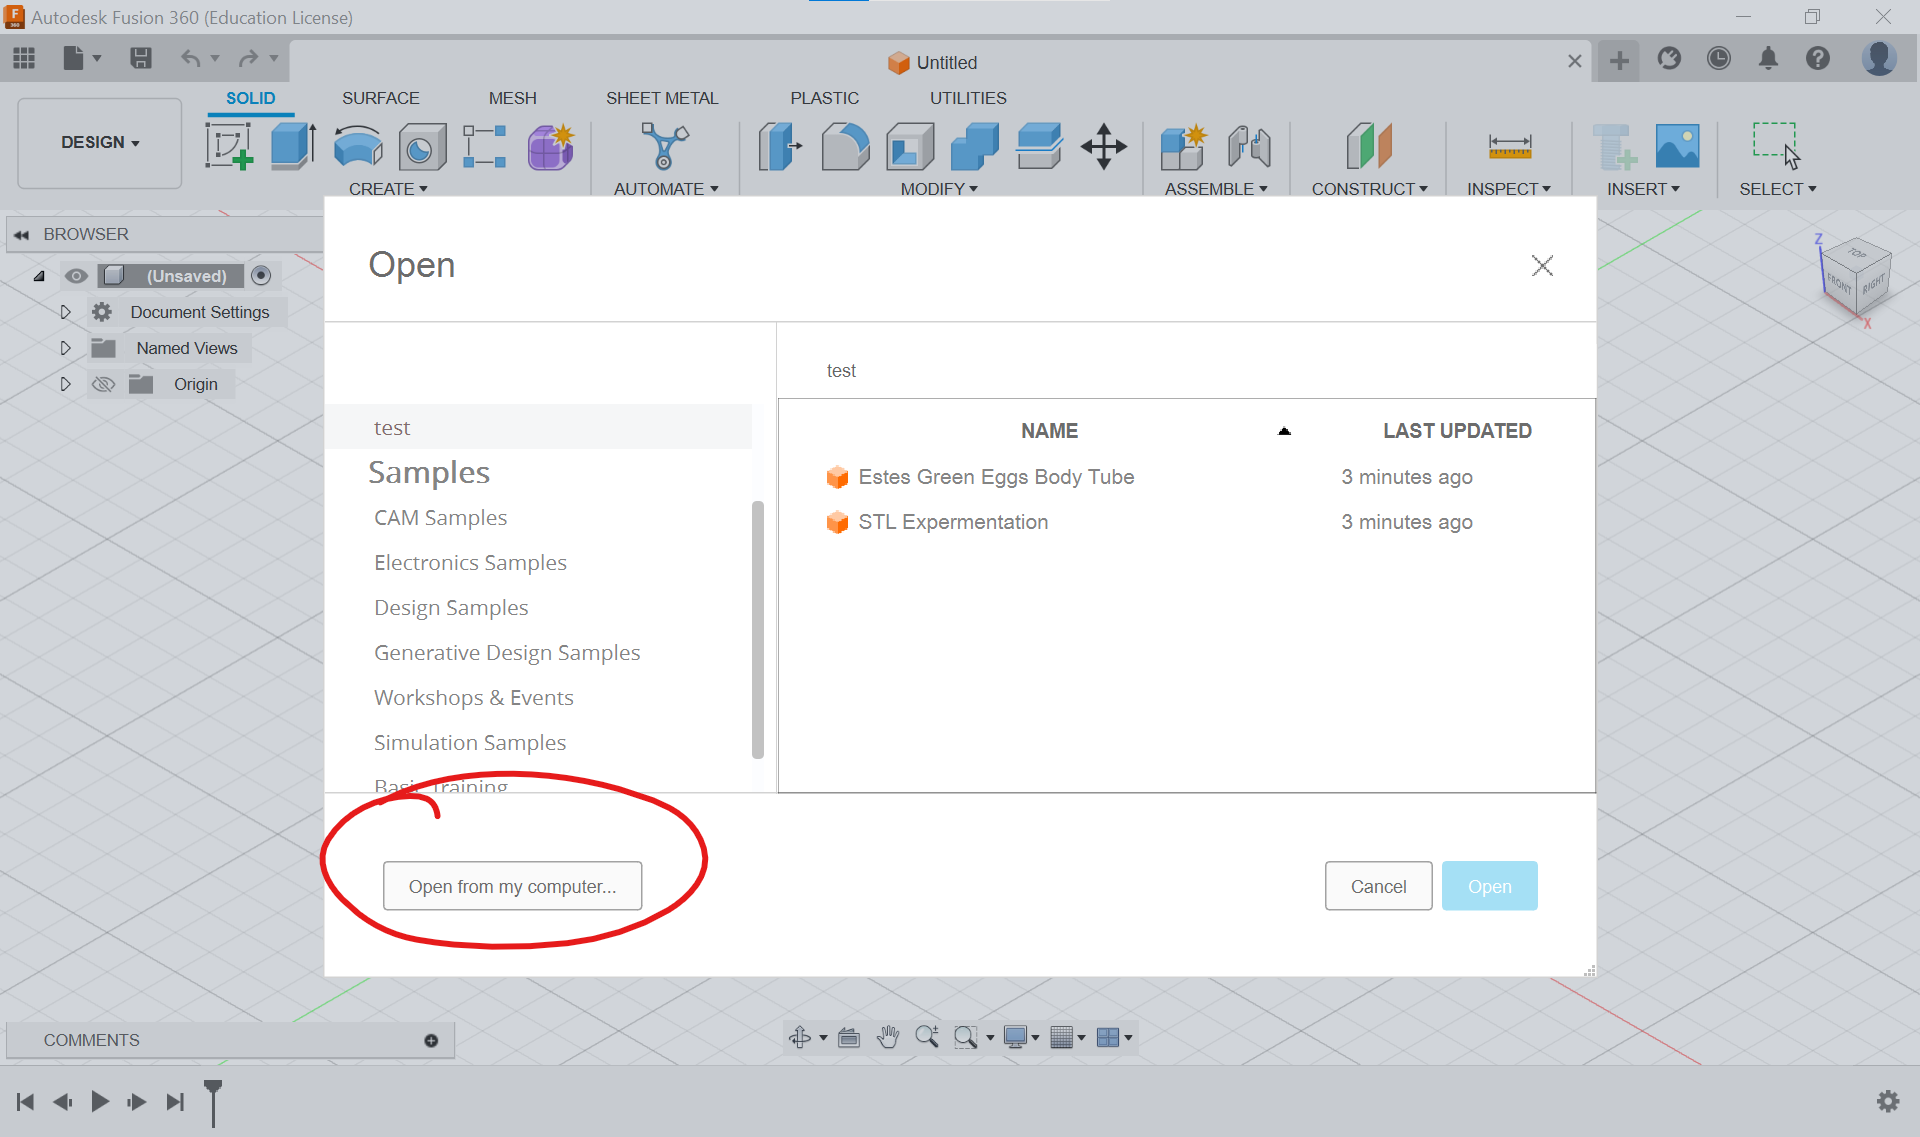 Autodesk Fusion 360 (Education License)
Untitled
SOLID SURFACE MESH SHEET METAL PLASTIC UTILITIES
DESIGN
CREATE AUTOMATE MODIFY ASSEMBLE CONSTRUCT INSPECT INSERT SELECT
BROWSER
(Unsaved)
Document Settings
Named Views
Origin
Z
TOP
FRONT
RIGHT
X
Open
test
Samples
CAM Samples
Electronics Samples
Design Samples
Generative Design Samples
Workshops & Events
Simulation Samples
Basic Training
test
NAME LAST UPDATED
Estes Green Eggs Body Tube 3 minutes ago
STL Expermentation 3 minutes ago
Open from my computer...
Cancel
Open
COMMENTS